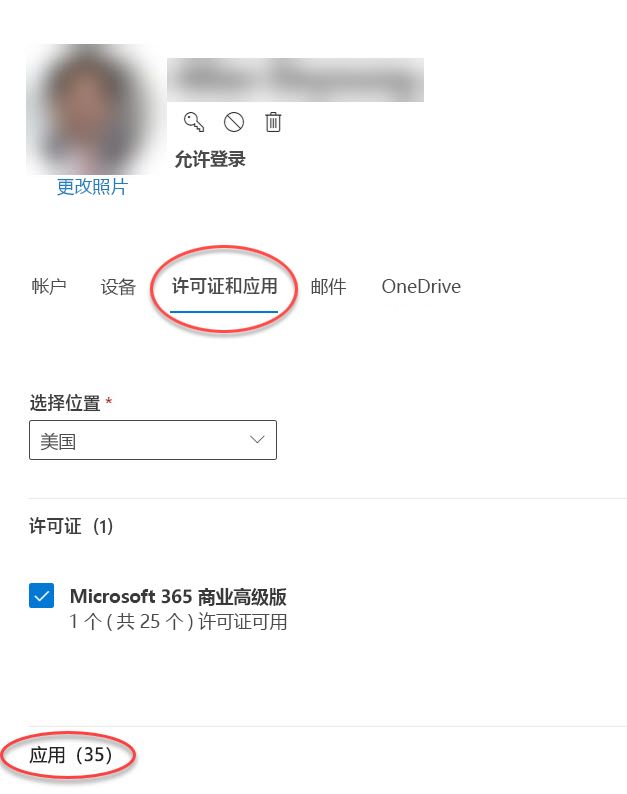 允许登录
更改照片
帐户 设备 许可证和应用 邮件 OneDrive
选择位置 *
美国
许可证 (1)
Microsoft 365 商业高级版
1 个 ( 共 25 个 ) 许可证可用
应用（35）